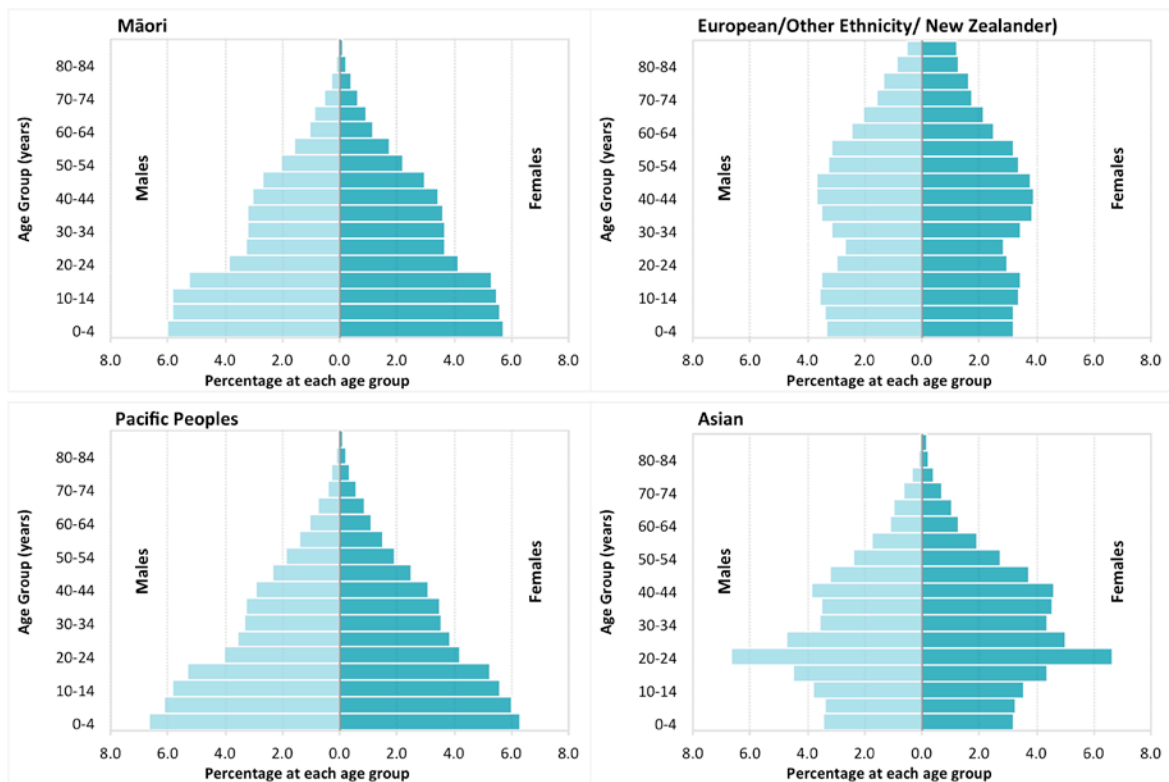 Māori
80-84
70-74
60-64
50-54
40-44
30-34
20-24
10-14
0-4
Age Group (years)
Males
Females
8.0 6.0 4.0 2.0 0.0 2.0 4.0 6.0 8.0
Percentage at each age group
European/Other Ethnicity/ New Zealander)
80-84
70-74
60-64
50-54
40-44
30-34
20-24
10-14
0-4
Age Group (years)
Males
Females
8.0 6.0 4.0 2.0 0.0 2.0 4.0 6.0 8.0
Percentage at each age group
Pacific Peoples
80-84
70-74
60-64
50-54
40-44
30-34
20-24
10-14
0-4
Age Group (years)
Males
Females
8.0 6.0 4.0 2.0 0.0 2.0 4.0 6.0 8.0
Percentage at each age group
Asian
80-84
70-74
60-64
50-54
40-44
30-34
20-24
10-14
0-4
Age Group (years)
Males
Females
8.0 6.0 4.0 2.0 0.0 2.0 4.0 6.0 8.0
Percentage at each age group